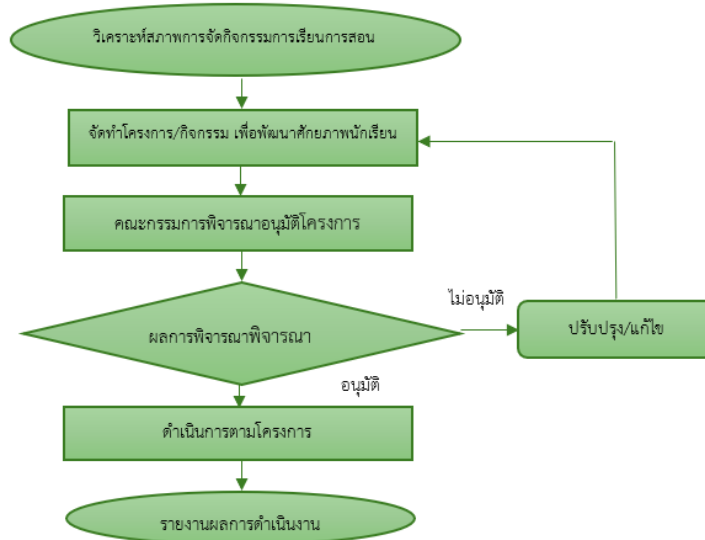 วิเคราะห์สภาพการจัดกิจกรรมการเรียนการสอน
จัดทำโครงการ/กิจกรรม เพื่อพัฒนาศักยภาพนักเรียน
คณะกรรมการพิจารณาอนุมัติโครงการ
ไม่อนุมัติ
ผลการพิจารณาพิจารณา
ปรับปรุง/แก้ไข
อนุมัติ
ดำเนินการตามโครงการ
รายงานผลการดำเนินงาน